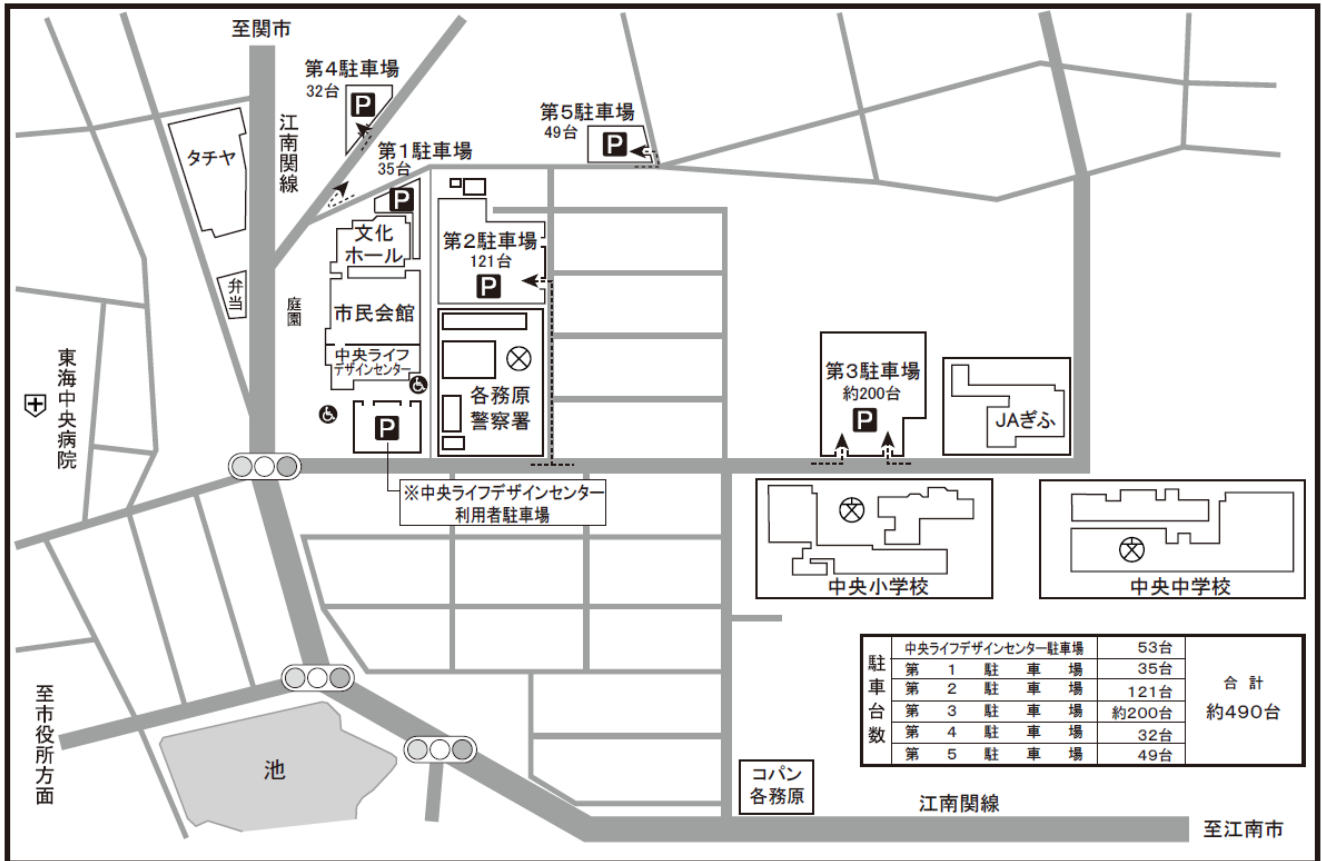 至関市
第4駐車場
32台
P
第5駐車場
49台
P
江南関線
タチヤ
第1駐車場
35台
P
文化
ホール
第2駐車場
121台
P
弁当
庭園
市民会館
中央ライフ
デザインセンター
各務原
警察署
P
第3駐車場
約200台
P
JAぎふ
東海中央病院
※中央ライフデザインセンター
利用者駐車場
文
中央小学校
文
中央中学校
至市役所方面
池
駐車台数
中央ライフデザインセンター駐車場 53台
第1駐車場 35台
第2駐車場 121台
第3駐車場 約200台
第4駐車場 32台
第5駐車場 49台
合計
約490台
コパン
各務原
江南関線
至江南市